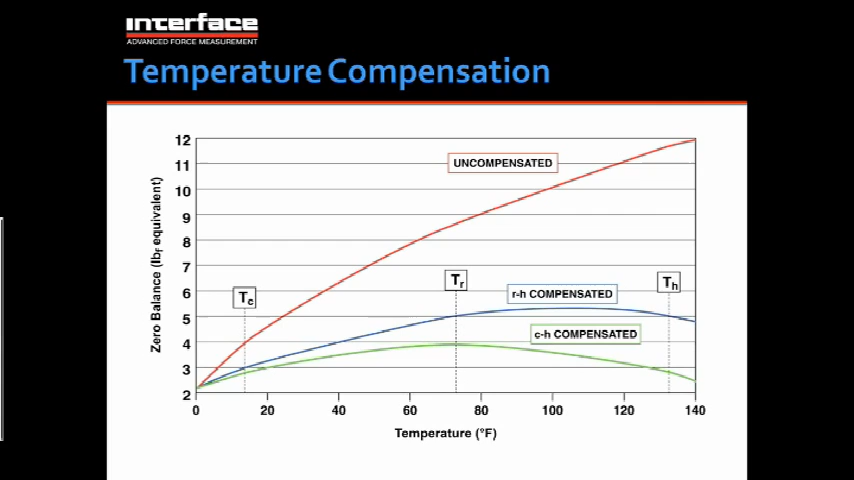 interface
ADVANCED FORCE MEASUREMENT
Temperature Compensation
12
11
10
9
8
7
6
5
4
3
2
Zero Balance (lbf equivalent)
UNCOMPENSATED
Tc
Tr
Th
r-h COMPENSATED
c-h COMPENSATED
0 20 40 60 80 100 120 140
Temperature (°F)